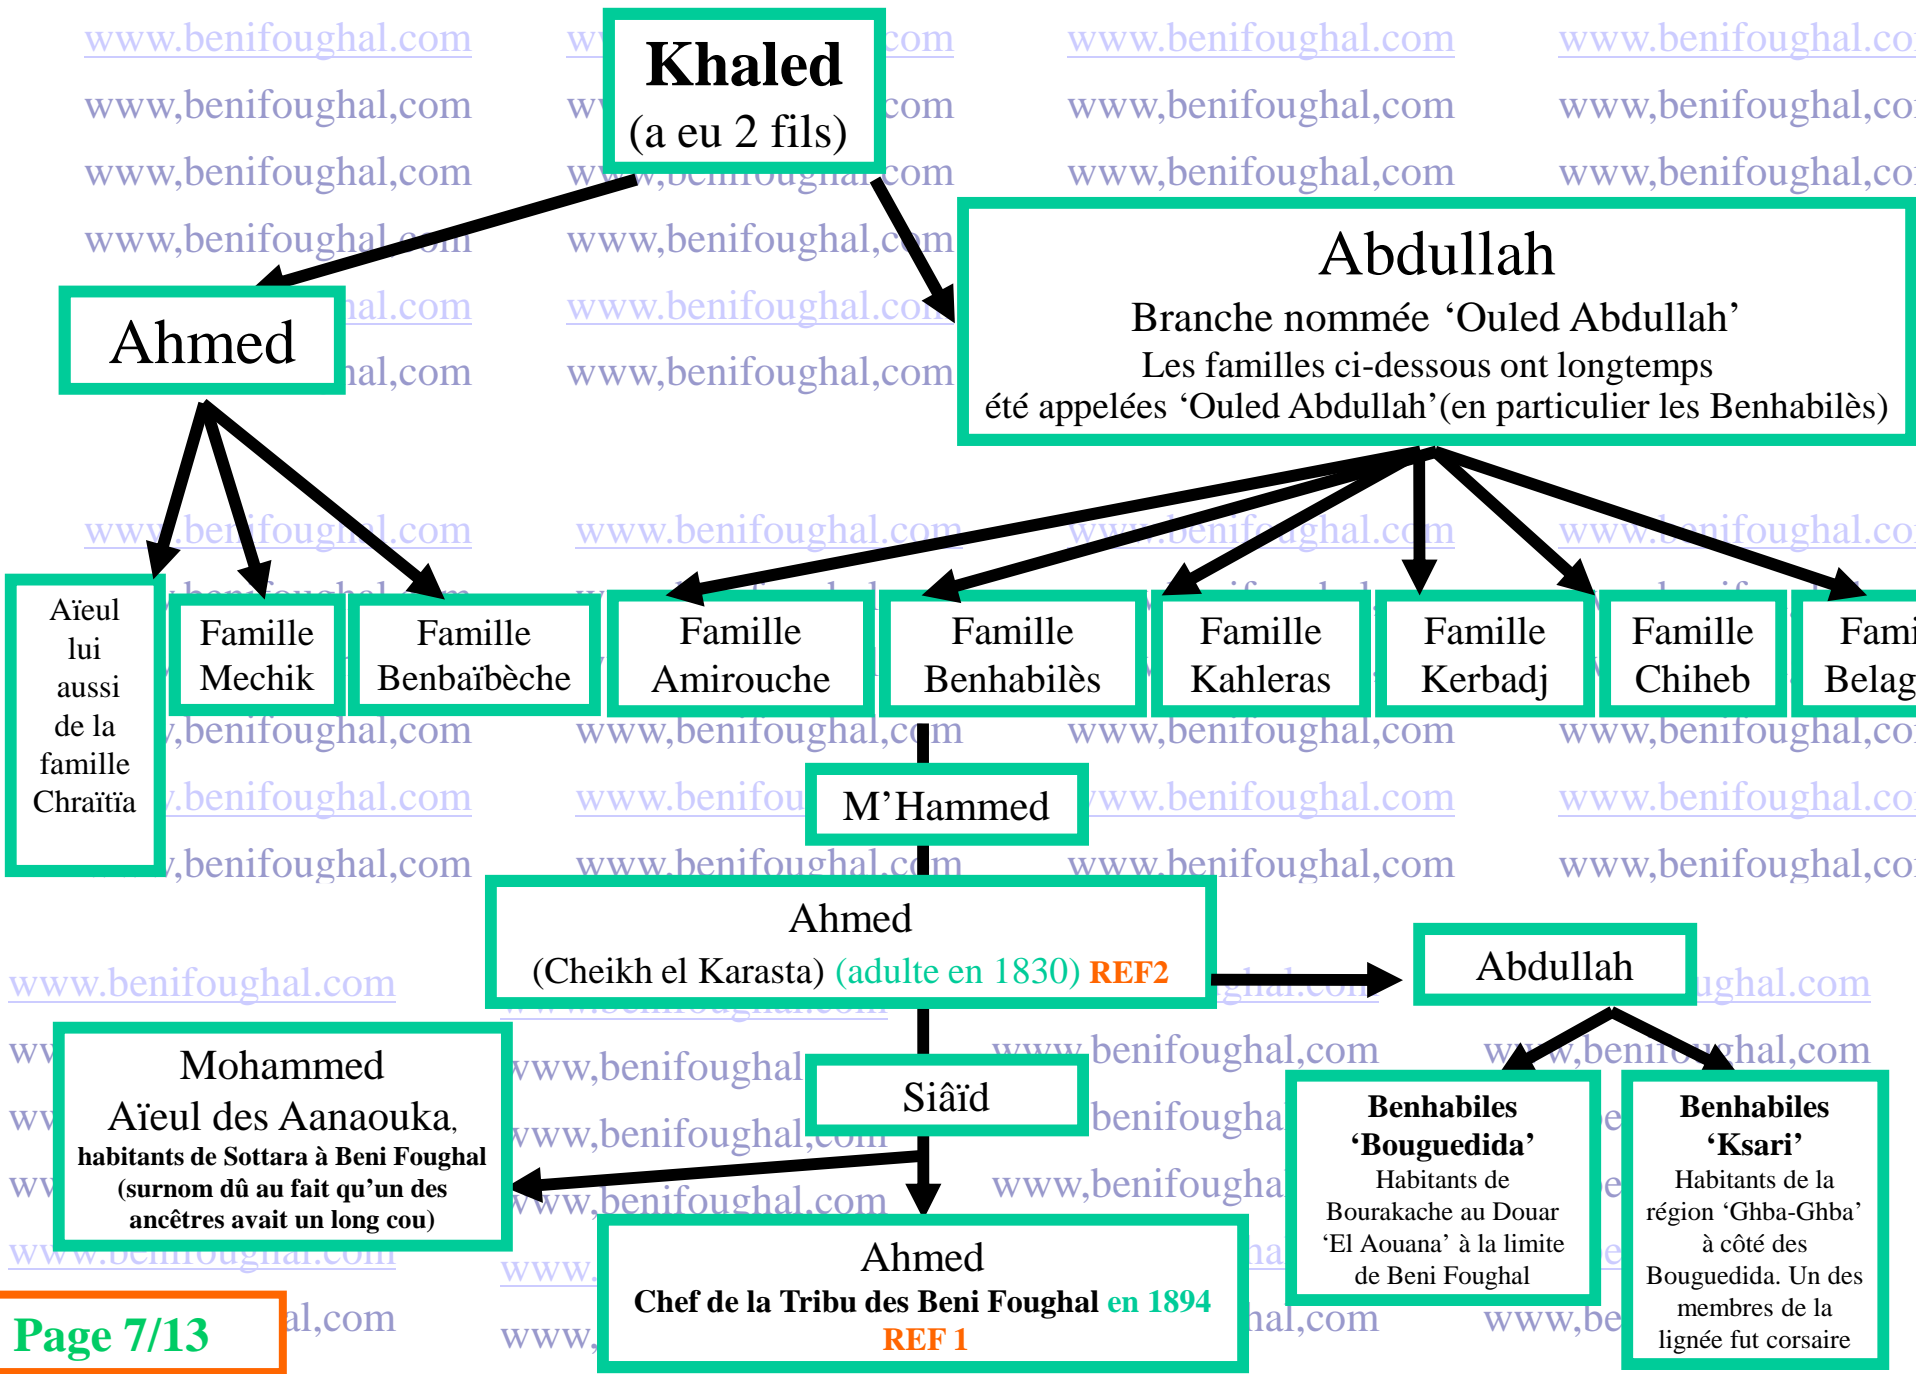 Khaled
(a eu 2 fils)
Ahmed
Abdullah
Branche nommée ‘Ouled Abdullah’
Les familles ci-dessous ont longtemps
été appelées ‘Ouled Abdullah’(en particulier les Benhabilès)
Aïeul
lui
aussi
de la
famille
Chraïtïa
Famille
Mechik
Famille
Benbaïbèche
Famille
Amirouche
Famille
Benhabilès
Famille
Kahleras
Famille
Kerbadj
Famille
Chiheb
M’Hammed
Ahmed
(Cheikh el Karasta) (adulte en 1830) REF2
Abdullah
Siâïd
Mohammed
Aïeul des Aanaouka,
habitants de Sottara à Beni Foughal
(surnom dû au fait qu’un des
ancêtres avait un long cou)
Ahmed
Chef de la Tribu des Beni Foughal en 1894
REF 1
Benhabiles
‘Bouguedida’
Habitants de
Bourakache au Douar
‘El Aouana’ à la limite
de Beni Foughal
Benhabiles
‘Ksari’
Habitants de la
région ‘Ghba-Ghba’
à côté des
Bouguedida. Un des
membres de la
lignée fut corsaire
Page 7/13
www.benifoughal.com
www,benifoughal,com